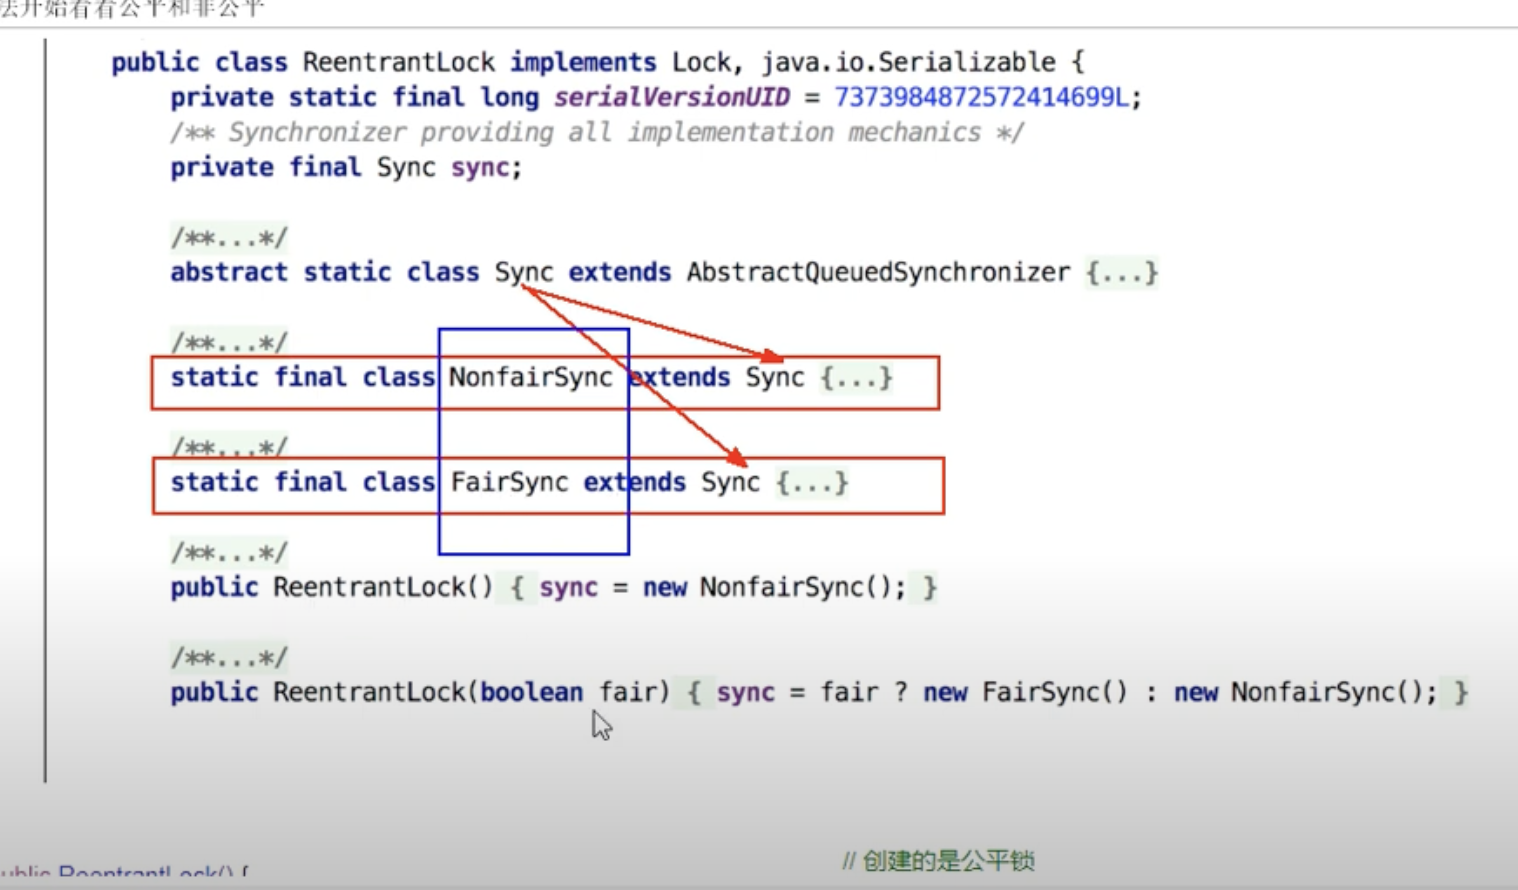 法开始看看公平和非公平
public class ReentrantLock implements Lock, java.io.Serializable {
private static final long serialVersionUID = 7373984872572414699L;
/** Synchronizer providing all implementation mechanics */
private final Sync sync;
/**...*/
abstract static class Sync extends AbstractQueuedSynchronizer {...}
/**...*/
static final class NonfairSync extends Sync {...}
/**...*/
static final class FairSync extends Sync {...}
/**...*/
public ReentrantLock() { sync = new NonfairSync(); }
/**...*/
public ReentrantLock(boolean fair) { sync = fair ? new FairSync() : new NonfairSync(); }
// 创建的是公平锁
public ReentrantLock() {